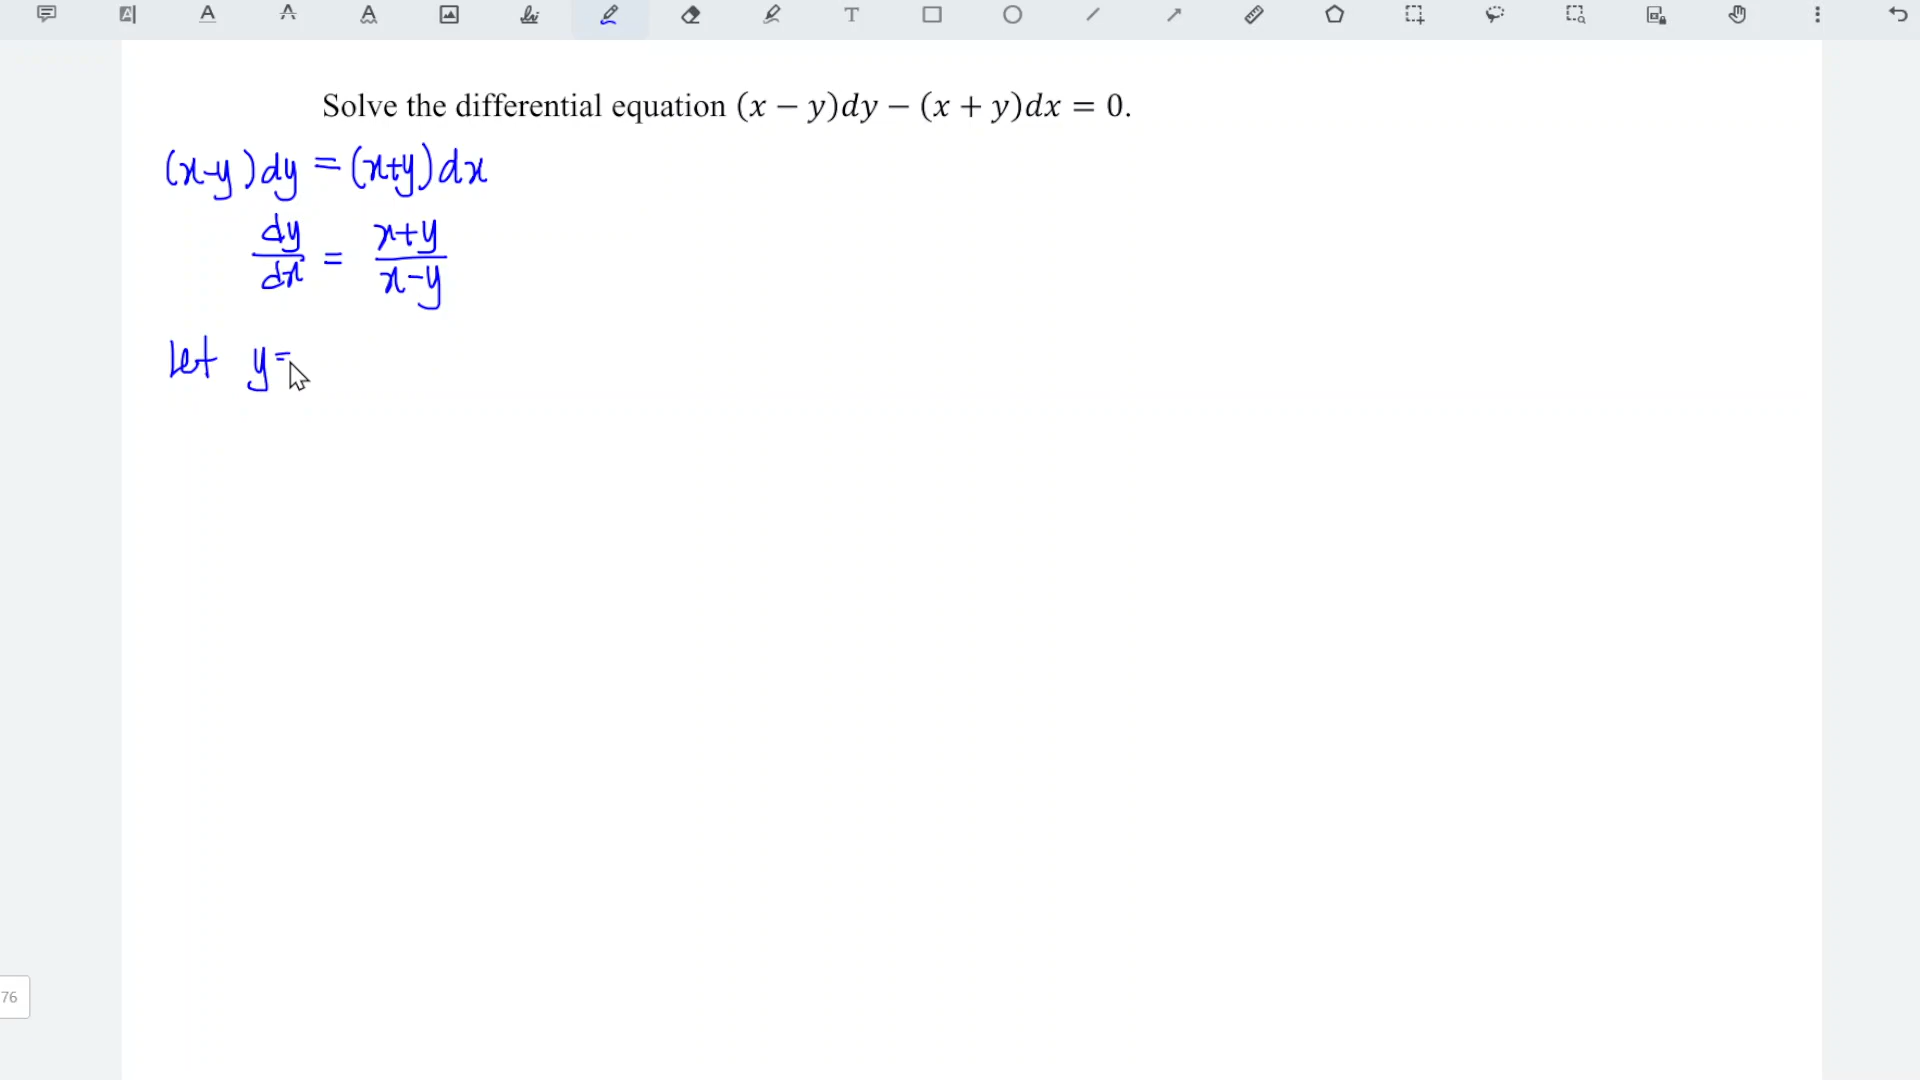 Solve the differential equation (x − y)dy − (x + y)dx = 0.
(x-y)dy = (x+y)dx
dy/dx = x+y/x-y
Let y=
76